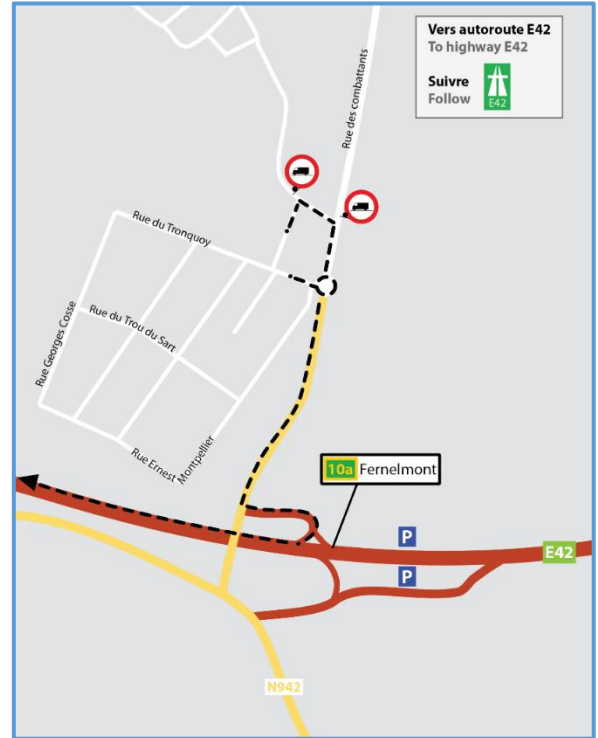 Vers autoroute E42
To highway E42
Suivre
Follow
E42
Rue des combattants
Rue du Tronquoy
Rue du Trou du Sart
Rue Georges Cosse
Rue Ernest Montpellier
10a Fernelmont
P
P
E42
N942